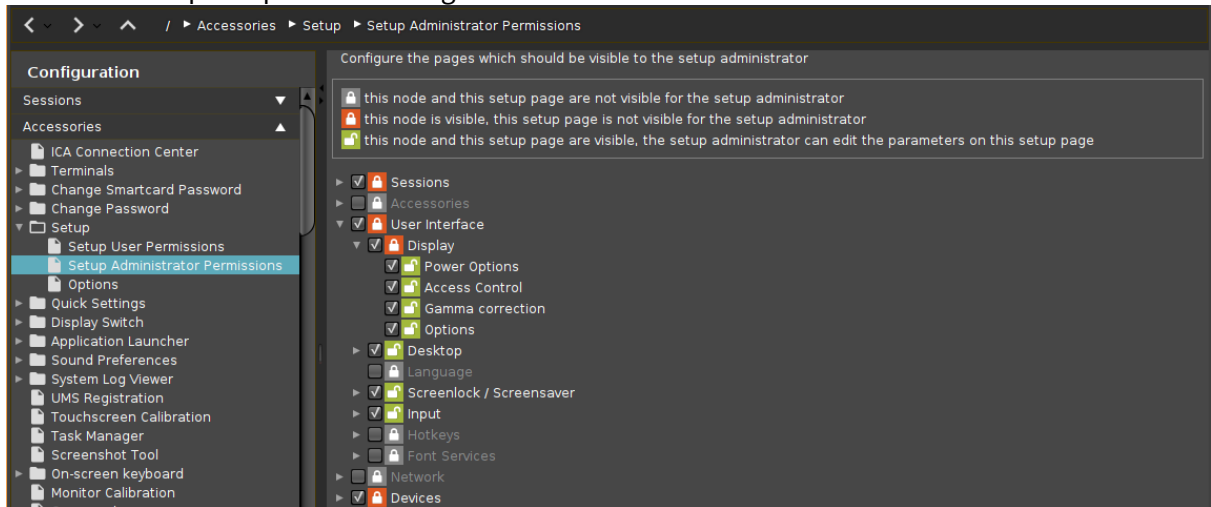 / Accessories Setup Setup Administrator Permissions
Configuration
Sessions
Accessories
ICA Connection Center
Terminals
Change Smartcard Password
Change Password
Setup
Setup User Permissions
Setup Administrator Permissions
Options
Quick Settings
Display Switch
Application Launcher
Sound Preferences
System Log Viewer
UMS Registration
Touchscreen Calibration
Task Manager
Screenshot Tool
On-screen keyboard
Monitor Calibration
Configure the pages which should be visible to the setup administrator
this node and this setup page are not visible for the setup administrator
this node is visible, this setup page is not visible for the setup administrator
this node and this setup page are visible, the setup administrator can edit the parameters on this setup page
Sessions
Accessories
User Interface
Display
Power Options
Access Control
Gamma correction
Options
Desktop
Language
Screenlock / Screensaver
Input
Hotkeys
Font Services
Network
Devices